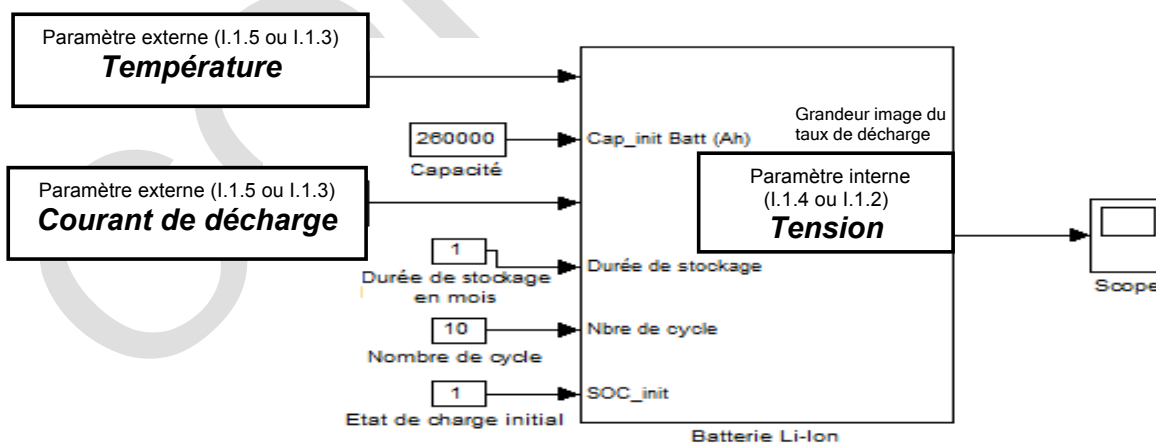 Paramètre externe (I.1.5 ou I.1.3)
Température
260000
Capacité
Cap_init Batt (Ah)
Grandeur image du
taux de décharge
Paramètre externe (I.1.5 ou I.1.3)
Courant de décharge
Paramètre interne
(I.1.4 ou I.1.2)
Tension
1
Durée de stockage
en mois
Durée de stockage
Scope
10
Nombre de cycle
Nbre de cycle
1
Etat de charge initial
SOC_init
Batterie Li-Ion